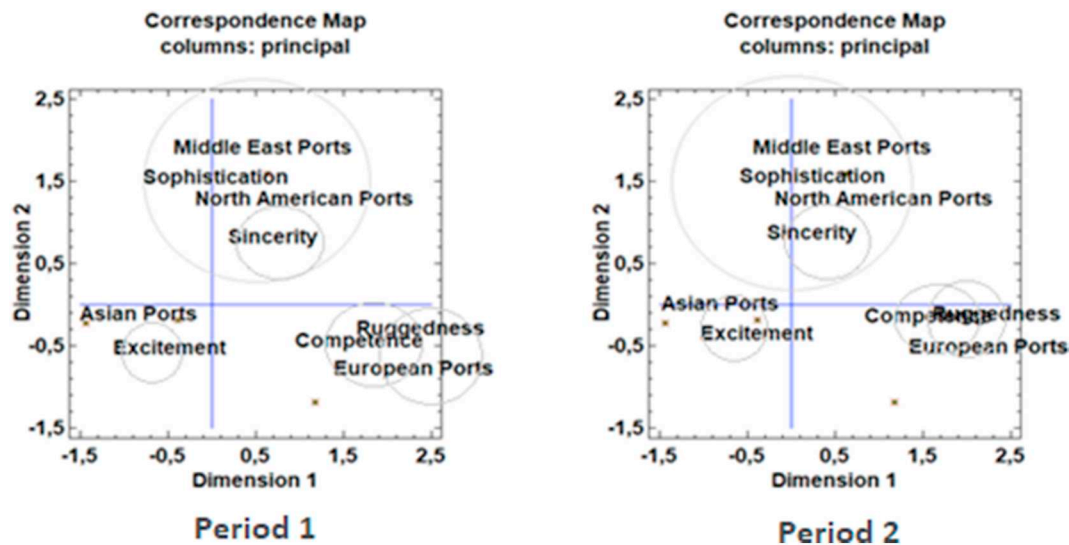 Correspondence Map
columns: principal
2,5
1,5
0,5
-0,5
-1,5
Dimension 2
Middle East Ports
Sophistication
North American Ports
Sincerity
Asian Ports
Excitement
Ruggedness
Competence
European Ports
-1,5 -0,5 0,5 1,5 2,5
Dimension 1
Period 1
Correspondence Map
columns: principal
2,5
1,5
0,5
-0,5
-1,5
Dimension 2
Middle East Ports
Sophistication
North American Ports
Sincerity
Asian Ports
Competence
Ruggedness
Excitement
European Ports
-1,5 -0,5 0,5 1,5 2,5
Dimension 1
Period 2